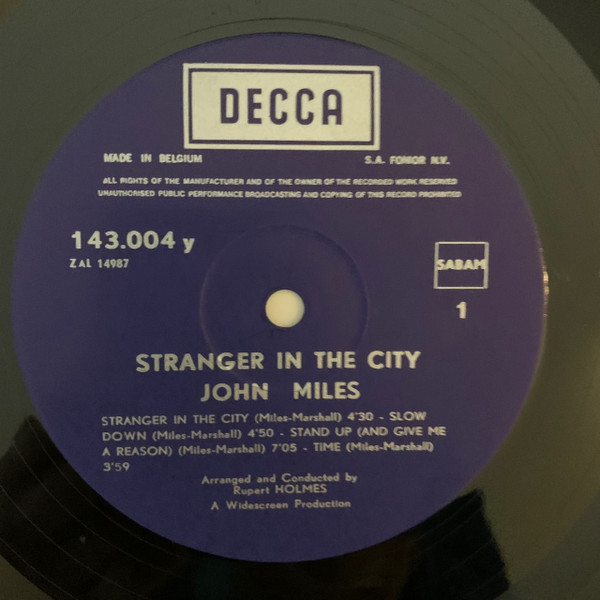 DECCA
MADE IN BELGIUM S.A. FONIOR N.V.
ALL RIGHTS OF THE MANUFACTURER AND OF THE OWNER OF THE RECORDED WORK RESERVED
UNAUTHORISED PUBLIC PERFORMANCE BROADCASTING AND COPYING OF THIS RECORD PROHIBITED
143.004 y
ZAL 14987
SABAM
1
STRANGER IN THE CITY
JOHN MILES
STRANGER IN THE CITY (Miles-Marshall) 4'30 - SLOW
DOWN (Miles-Marshall) 4'50 - STAND UP (AND GIVE ME
A REASON) (Miles-Marshall) 7'05 - TIME (Miles-Marshall)
3'59
Arranged and Conducted by
Rupert HOLMES
A Widescreen Production